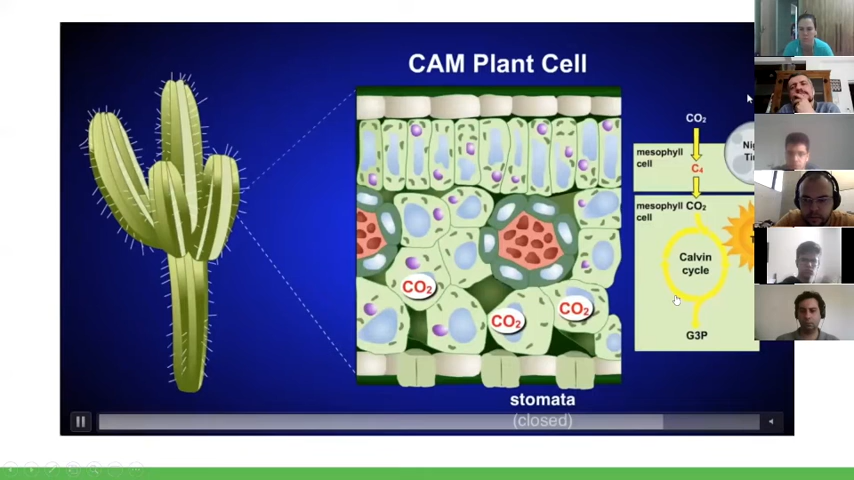 CAM Plant Cell
CO₂
mesophyll
cell
C₄
mesophyll
cell
CO₂
Calvin
cycle
G3P
CO₂
CO₂
CO₂
stomata
(closed)